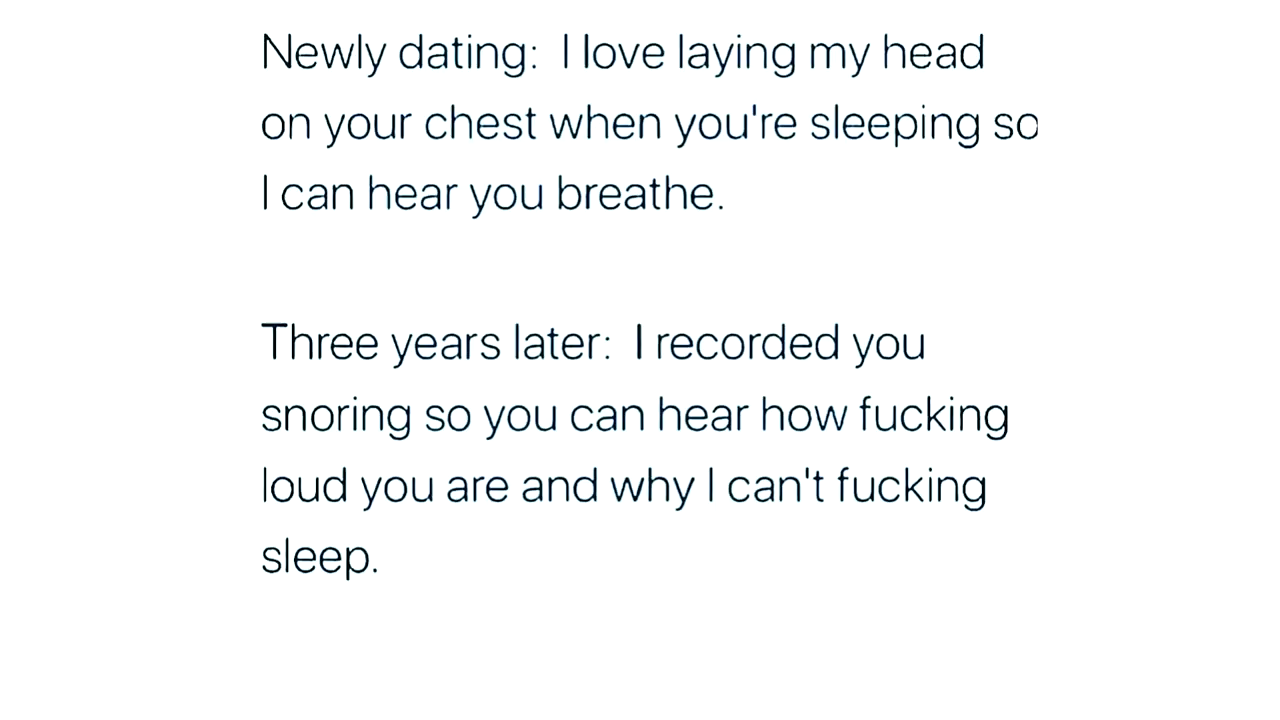 Newly dating: I love laying my head
on your chest when you're sleeping so
I can hear you breathe.
Three years later: I recorded you
snoring so you can hear how fucking
loud you are and why I can't fucking
sleep.